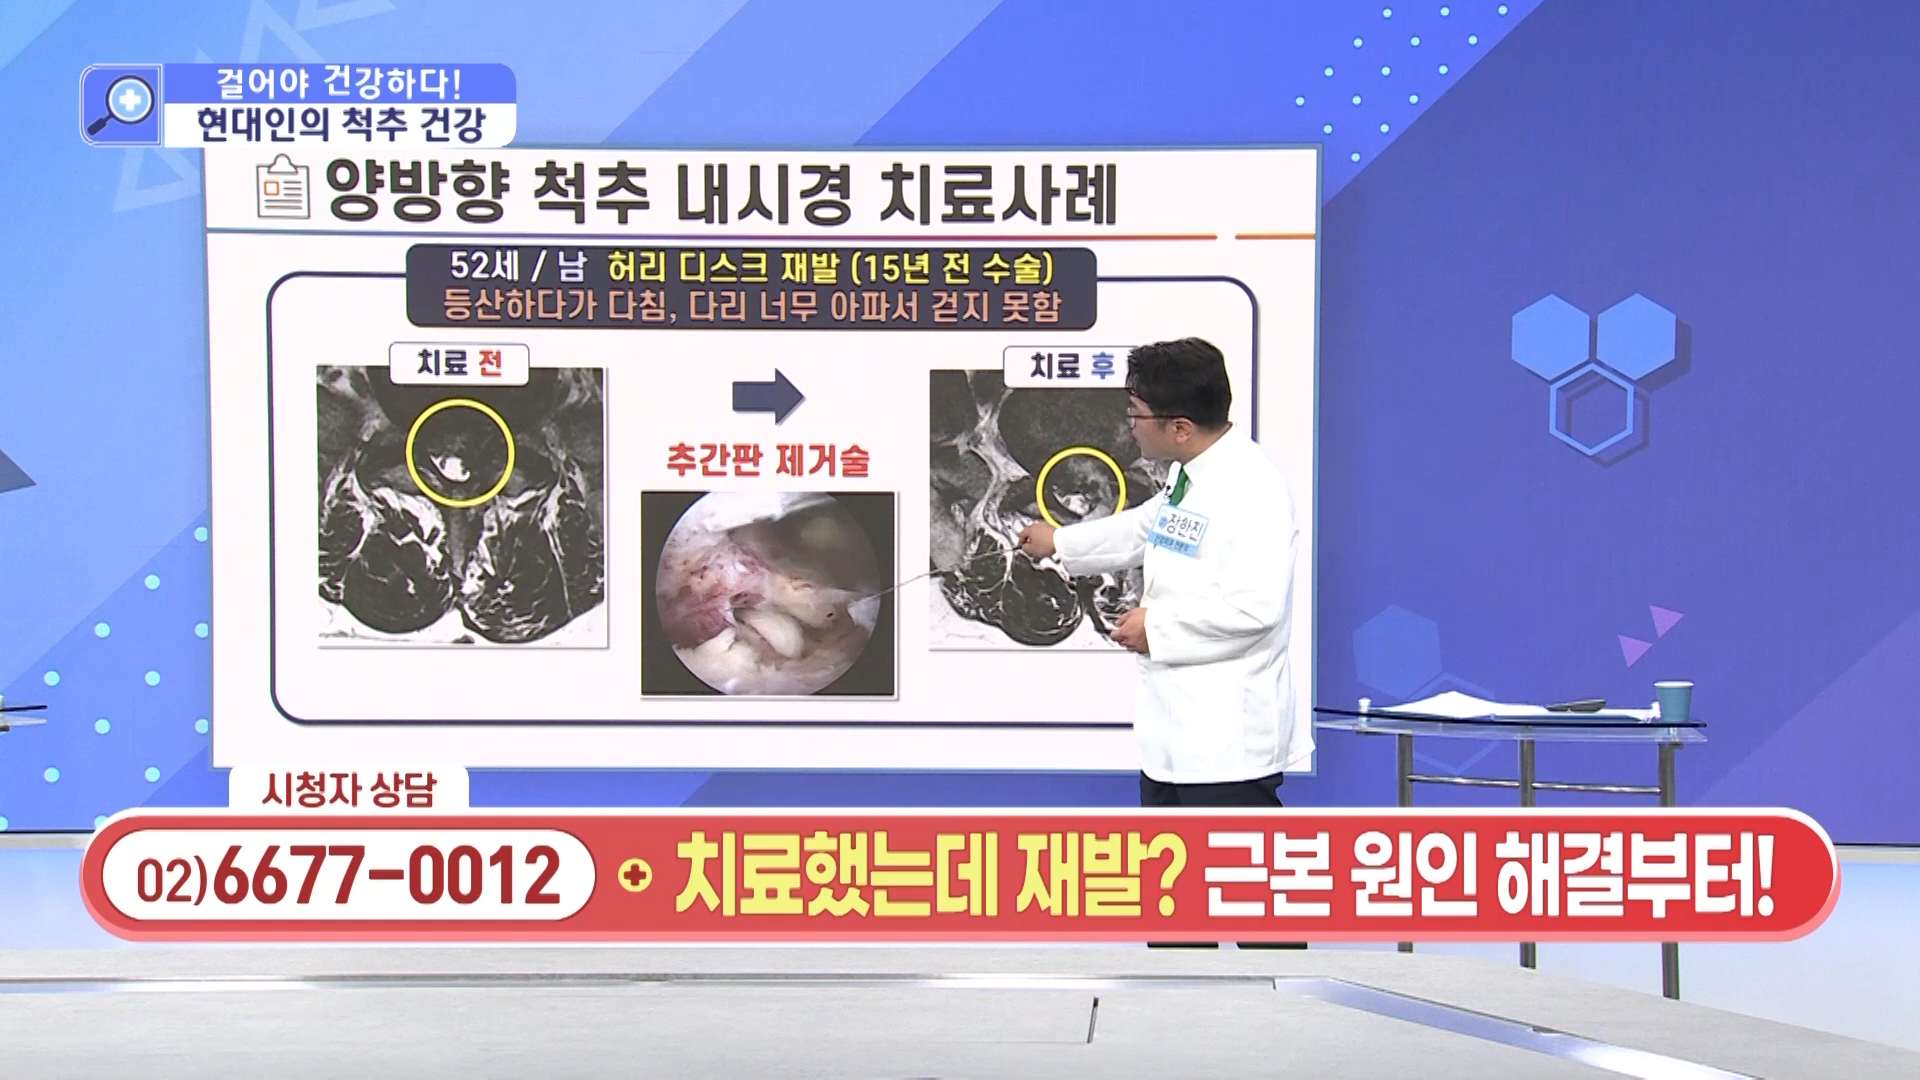 걸어야 건강하다!
현대인의 척추 건강
양방향 척추 내시경 치료사례
52세 / 남 허리 디스크 재발 (15년 전 수술)
등산하다가 다침, 다리 너무 아파서 걷지 못함
치료 전
치료 후
추간판 제거술
장한진
시청자 상담
02)6677-0012
치료했는데 재발? 근본 원인 해결부터!